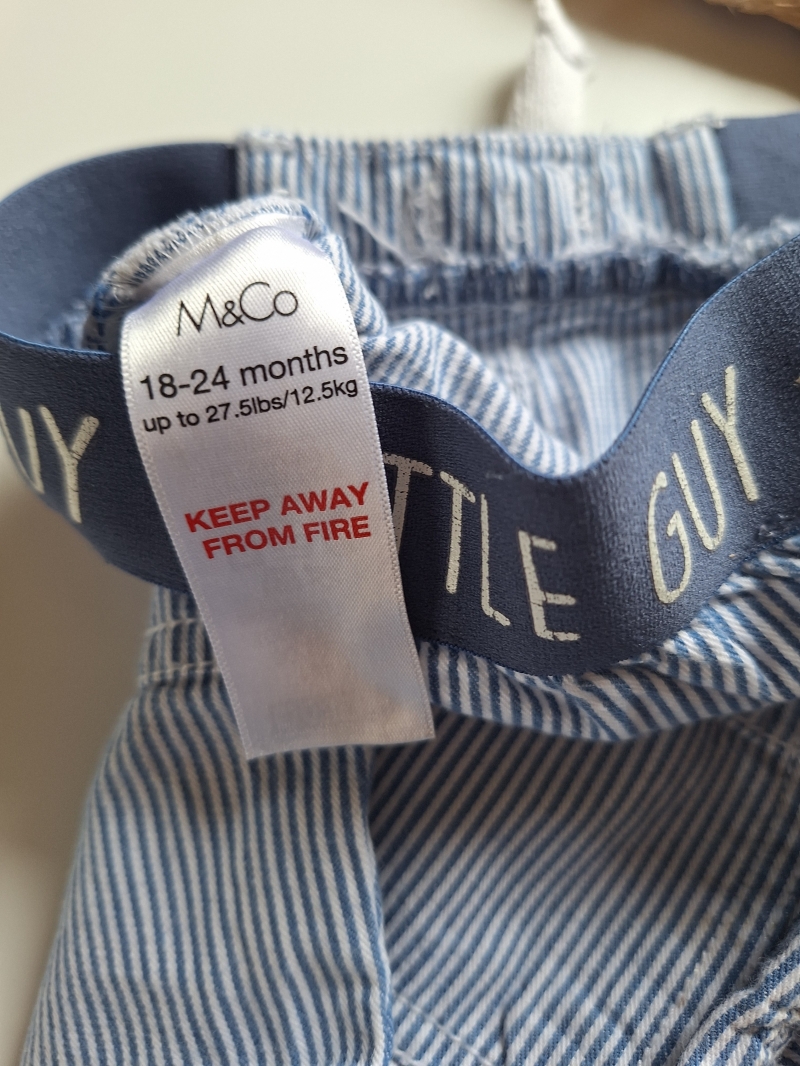 M&Co
18-24 months
up to 27.5lbs/12.5kg
KEEP AWAY
FROM FIRE
UY
TTLE GUY